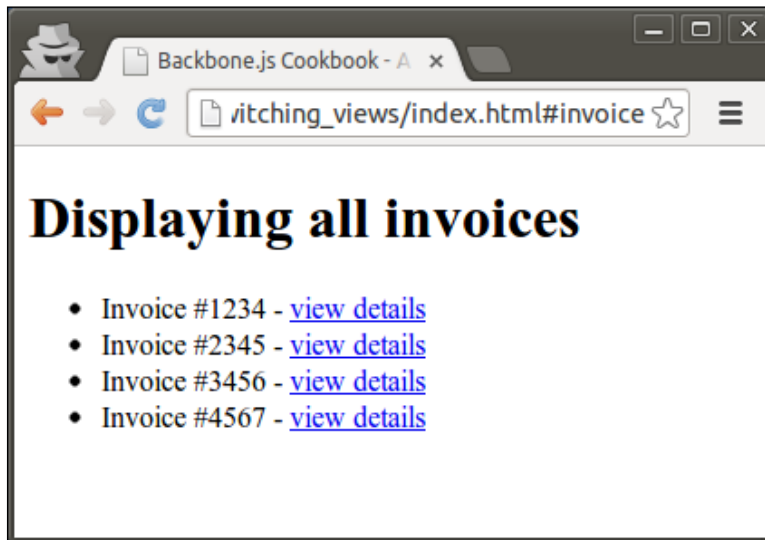 Backbone.js Cookbook - A
vitching_views/index.html#invoice
Displaying all invoices
Invoice #1234 - view details
Invoice #2345 - view details
Invoice #3456 - view details
Invoice #4567 - view details